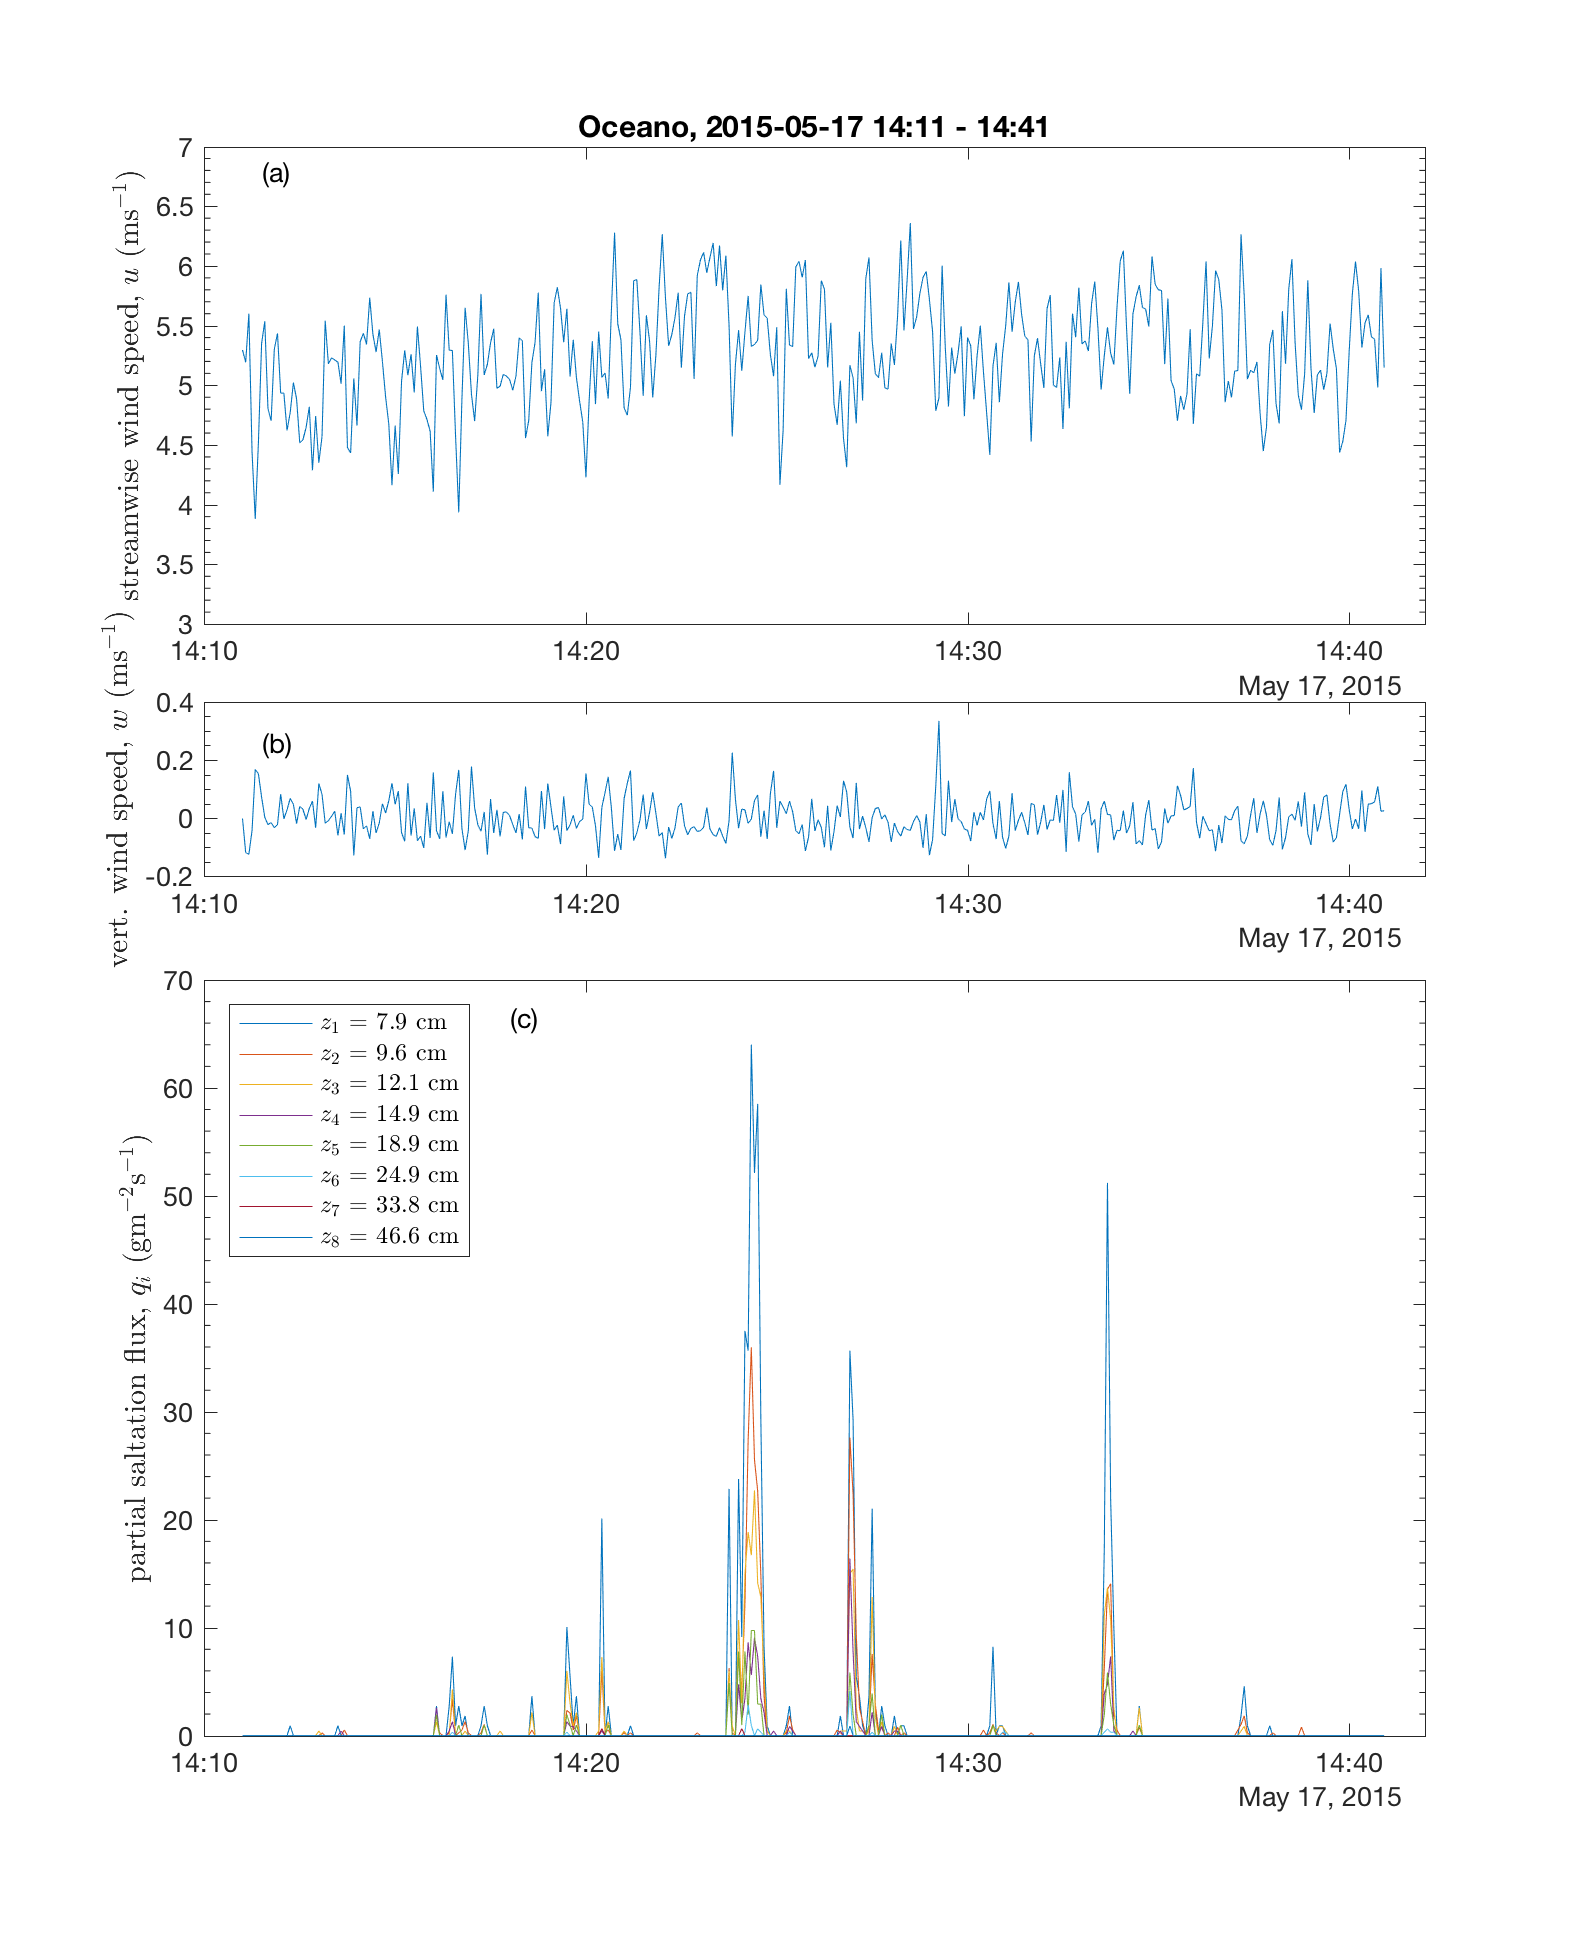 Oceano, 2015-05-17 14:11 - 14:41
(a)
streamwise wind speed, u (ms⁻¹)
7
6.5
6
5.5
5
4.5
4
3.5
3
14:10 14:20 14:30 14:40
May 17, 2015
(b)
vert. wind speed, w (ms⁻¹)
0.4
0.2
0
-0.2
14:10 14:20 14:30 14:40
May 17, 2015
(c)
partial saltation flux, qᵢ (gm⁻²s⁻¹)
70
60
50
40
30
20
10
0
z₁ = 7.9 cm
z₂ = 9.6 cm
z₃ = 12.1 cm
z₄ = 14.9 cm
z₅ = 18.9 cm
z₆ = 24.9 cm
z₇ = 33.8 cm
z₈ = 46.6 cm
14:10 14:20 14:30 14:40
May 17, 2015